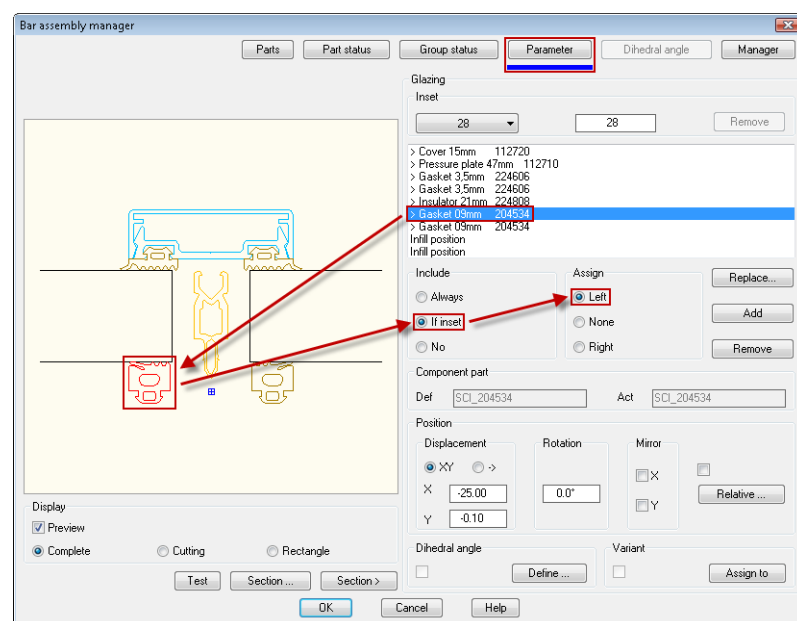 Bar assembly manager
Parts Part status Group status Parameter Dihedral angle Manager
Glazing
Inset
28 28 Remove
> Cover 15mm 112720
> Pressure plate 47mm 112710
> Gasket 3,5mm 224606
> Gasket 3,5mm 224606
> Insulator 21mm 224808
> Gasket 09mm 204534
> Gasket 09mm 204534
Infill position
Infill position
Include Assign Replace...
Always Left
If inset None Add
No Right Remove
Component part
Def SCI_204534 Act SCI_204534
Position
Displacement Rotation Mirror
XY -> X
X -25.00 0.0° Relative ...
Y -0.10 Y
Display
Preview
Complete Cutting Rectangle
Dihedral angle Variant
Define ... Assign to
Test Section ... Section >
OK Cancel Help